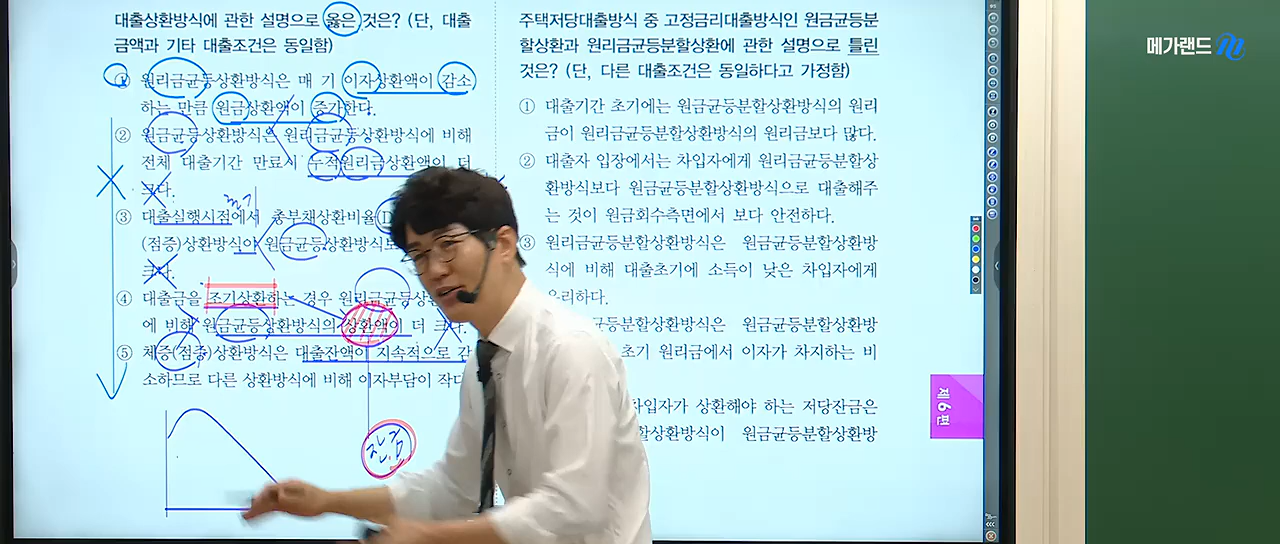 대출상환방식에 관한 설명으로 옳은 것은? (단, 대출
금액과 기타 대출조건은 동일함)
① 원리금균등상환방식은 매 기 이자상환액이 감소
하는 만큼 원금상환액이 증가한다.
② 원금균등상환방식은 원리금균등상환방식에 비해
전체 대출기간 만료시 누적원리금상환액이 더
크다.
초기
③ 대출실행시점에서 총부채상환비율(D
(점증)상환방식이 원금균등상환방식보
크다.
④ 대출금을 조기상환하는 경우 원리금균등상환
에 비해 원금균등상환방식의 상환액이 더 크다.
⑤ 체증(점증)상환방식은 대출잔액이 지속적으로 감
소하므로 다른 상환방식에 비해 이자부담이 작다
잔금
주택저당대출방식 중 고정금리대출방식인 원금균등분
할상환과 원리금균등분할상환에 관한 설명으로 틀린
것은? (단, 다른 대출조건은 동일하다고 가정함)
① 대출기간 초기에는 원금균등분할상환방식의 원리
금이 원리금균등분할상환방식의 원리금보다 많다.
② 대출자 입장에서는 차입자에게 원리금균등분할상
환방식보다 원금균등분할상환방식으로 대출해주
는 것이 원금회수측면에서 보다 안전하다.
③ 원리금균등분할상환방식은 원금균등분할상환방
식에 비해 대출초기에 소득이 낮은 차입자에게
유리하다.
균등분할상환방식은 원금균등분할상환방
초기 원리금에서 이자가 차지하는 비
차입자가 상환해야 하는 저당잔금은
할상환방식이 원금균등분할상환방
제6편
메가랜드